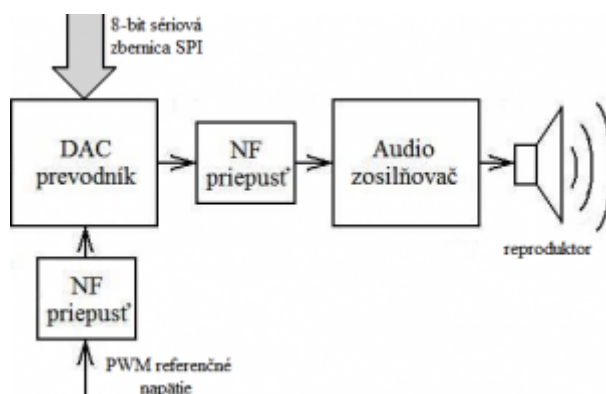 8-bit sériová
zbernica SPI
DAC
prevodník
NF
priepusť
Audio
zosilňovač
reproduktor
NF
priepusť
PWM referenčné
napätie